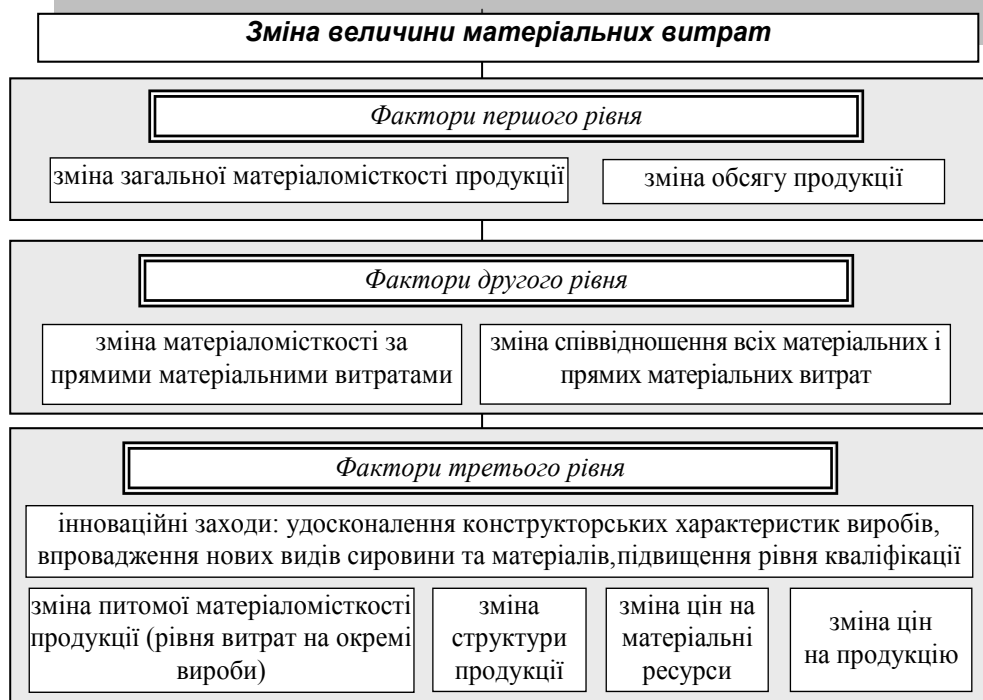 Зміна величини матеріальних витрат
Фактори першого рівня
зміна загальної матеріаломісткості продукції
зміна обсягу продукції
Фактори другого рівня
зміна матеріаломісткості за
прямими матеріальними витратами
зміна співвідношення всіх матеріальних і
прямих матеріальних витрат
Фактори третього рівня
інноваційні заходи: удосконалення конструкторських характеристик виробів,
впровадження нових видів сировини та матеріалів,підвищення рівня кваліфікації
зміна питомої матеріаломісткості
продукції (рівня витрат на окремі
вироби)
зміна
структури
продукції
зміна цін на
матеріальні
ресурси
зміна цін
на продукцію